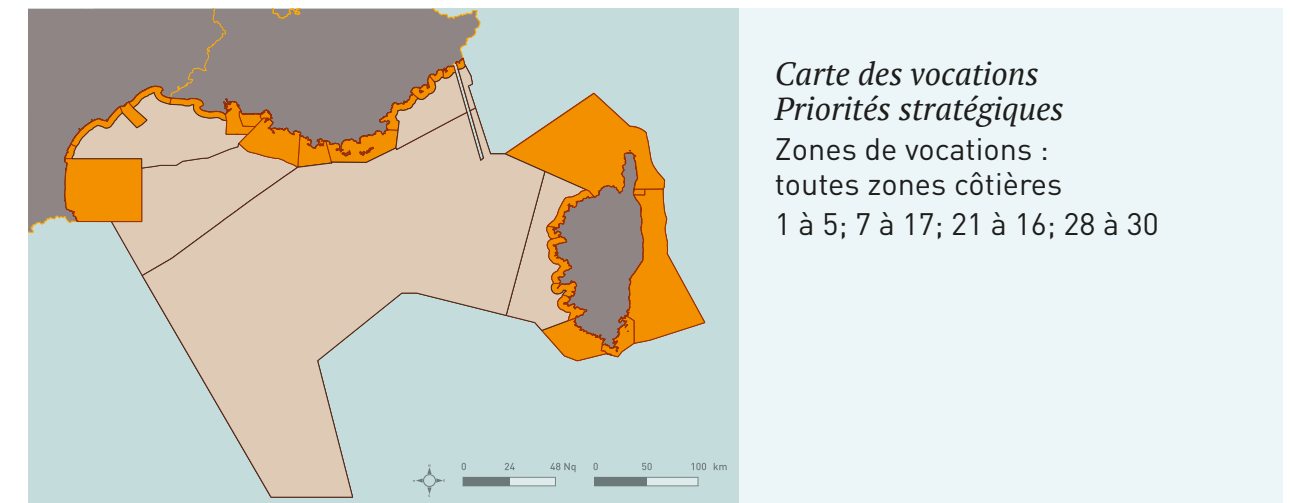 Carte des vocations
Priorités stratégiques
Zones de vocations :
toutes zones côtières
1 à 5; 7 à 17; 21 à 16; 28 à 30
0 24 48 Nq 0 50 100 km